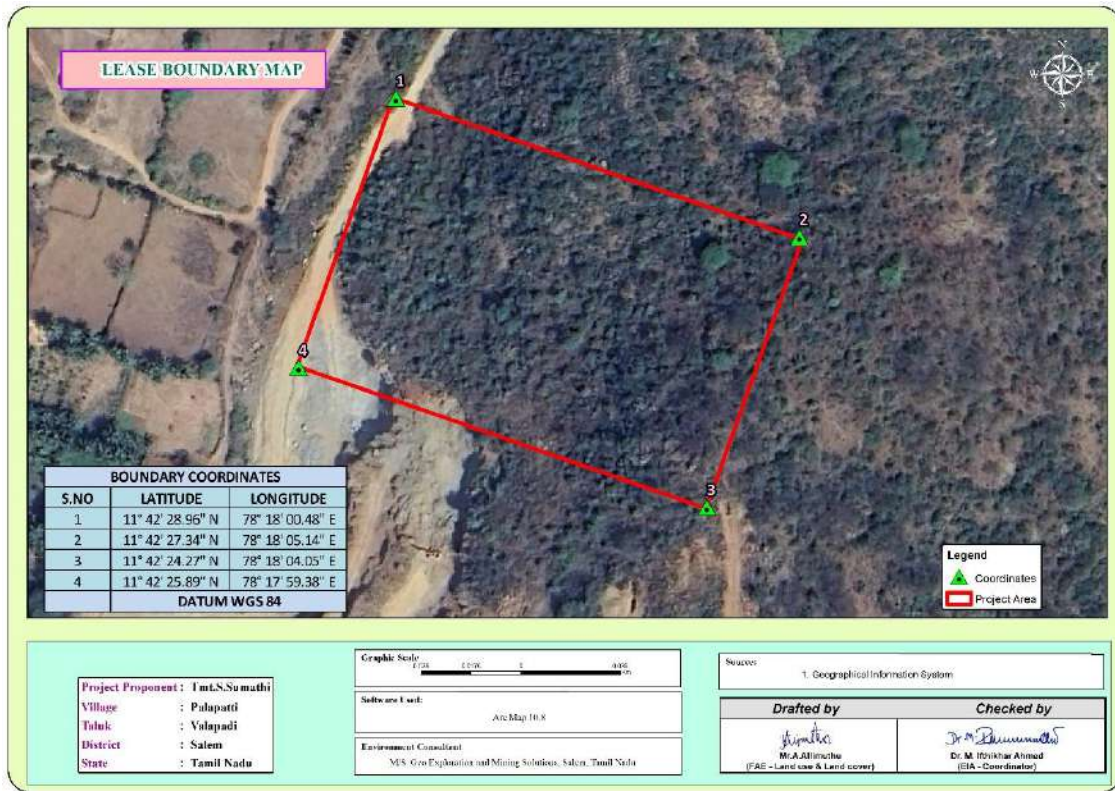 LEASE BOUNDARY MAP
N
W
S
1
2
3
4
BOUNDARY COORDINATES
S.NO LATITUDE LONGITUDE
1 11° 42' 28.96" N 78° 18' 00.48" E
2 11° 42' 27.34" N 78° 18' 05.14" E
3 11° 42' 24.27" N 78° 18' 04.05" E
4 11° 42' 25.89" N 78° 17' 59.38" E
DATUM WGS 84
Legend
Coordinates
Project Area
Project Proponent : Tmt.S.Sumathi
Village : Palapatti
Taluk : Valapadi
District : Salem
State : Tamil Nadu
Graphic Scale
0
Software Used:
Arc Map 10.8
Environment Consultant
M/S. Geo Exploration and Mining Solutions, Salem, Tamil Nadu
Source:
1. Geographical Information System
Drafted by Checked by
Mr.A.Allimuthu Dr. M. Ifthikhar Ahmed
(FAE - Land use & Land cover) (EIA - Coordinator)